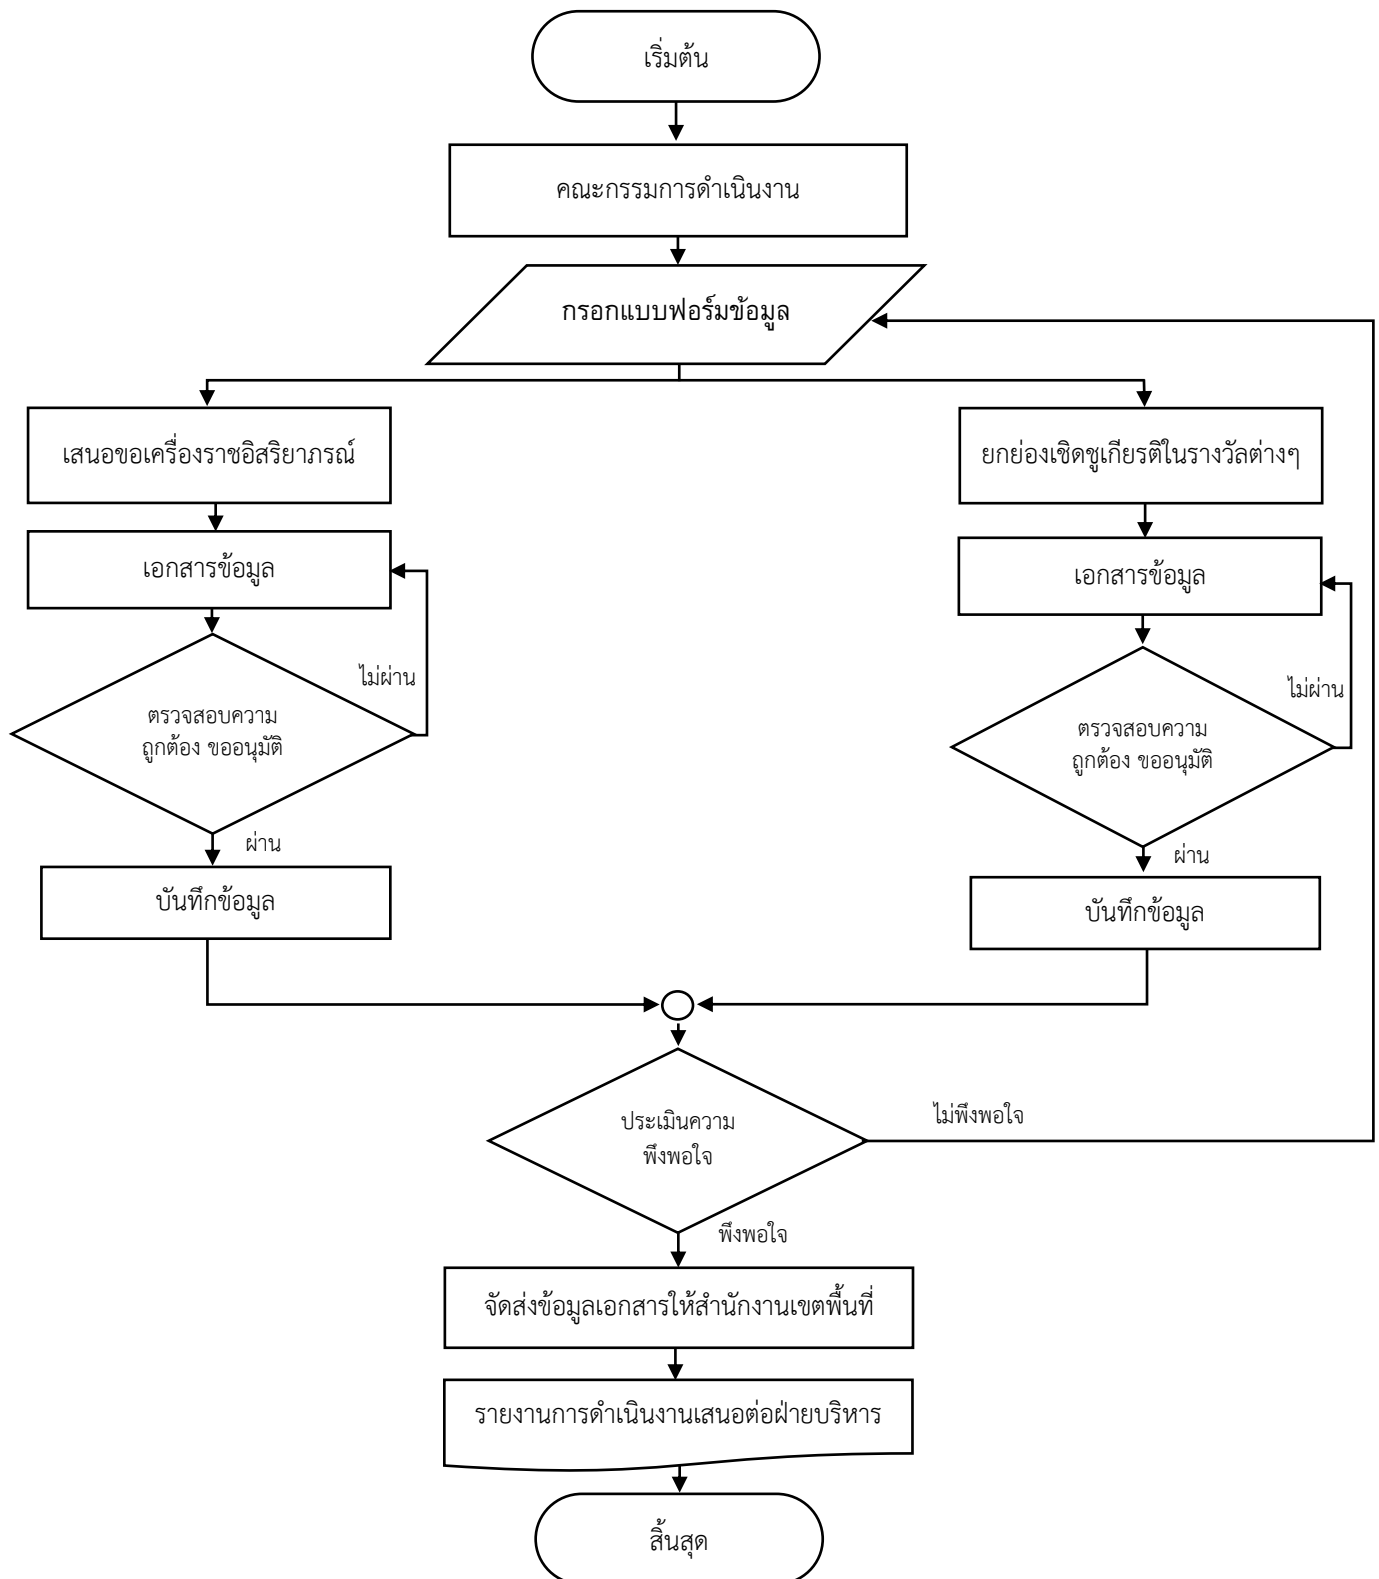 เริ่มต้น
คณะกรรมการดำเนินงาน
กรอกแบบฟอร์มข้อมูล
เสนอขอเครื่องราชอิสริยาภรณ์
ยกย่องเชิดชูเกียรติในรางวัลต่างๆ
เอกสารข้อมูล
เอกสารข้อมูล
ไม่ผ่าน
ไม่ผ่าน
ตรวจสอบความ
ถูกต้อง ขออนุมัติ
ตรวจสอบความ
ถูกต้อง ขออนุมัติ
ผ่าน
ผ่าน
บันทึกข้อมูล
บันทึกข้อมูล
ประเมินความ
พึงพอใจ
ไม่พึงพอใจ
พึงพอใจ
จัดส่งข้อมูลเอกสารให้สำนักงานเขตพื้นที่
รายงานการดำเนินงานเสนอต่อฝ่ายบริหาร
สิ้นสุด